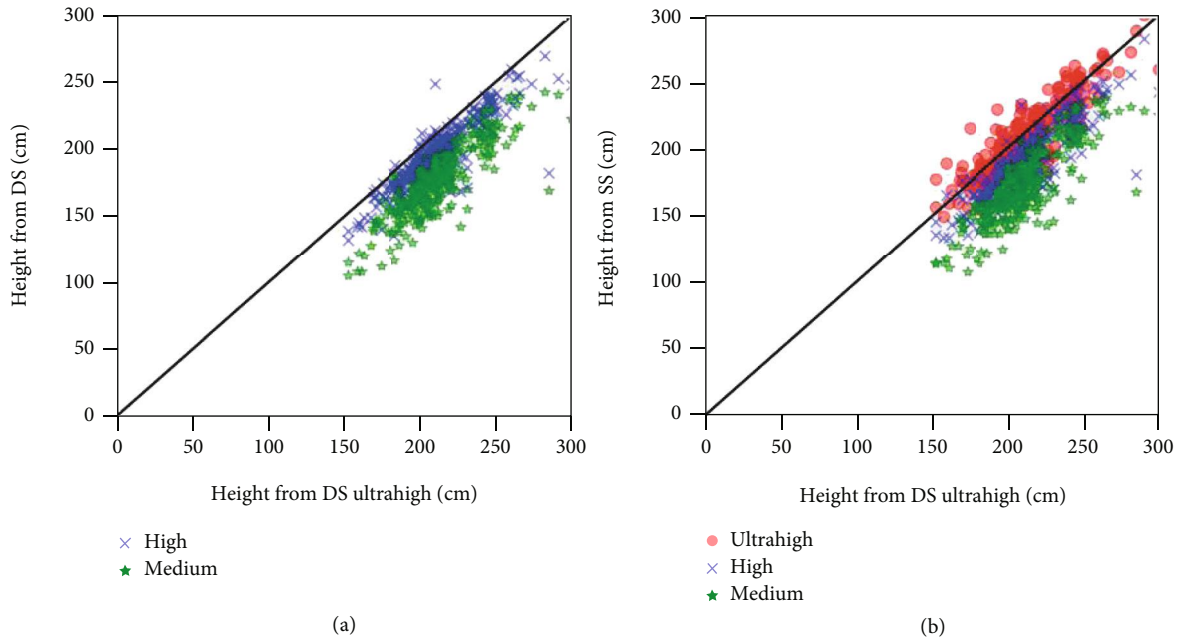 300
250
200
150
100
50
0
Height from DS (cm)
0 50 100 150 200 250 300
Height from DS ultrahigh (cm)
High
Medium
(a)
300
250
200
150
100
50
0
Height from SS (cm)
0 50 100 150 200 250 300
Height from DS ultrahigh (cm)
Ultrahigh
High
Medium
(b)